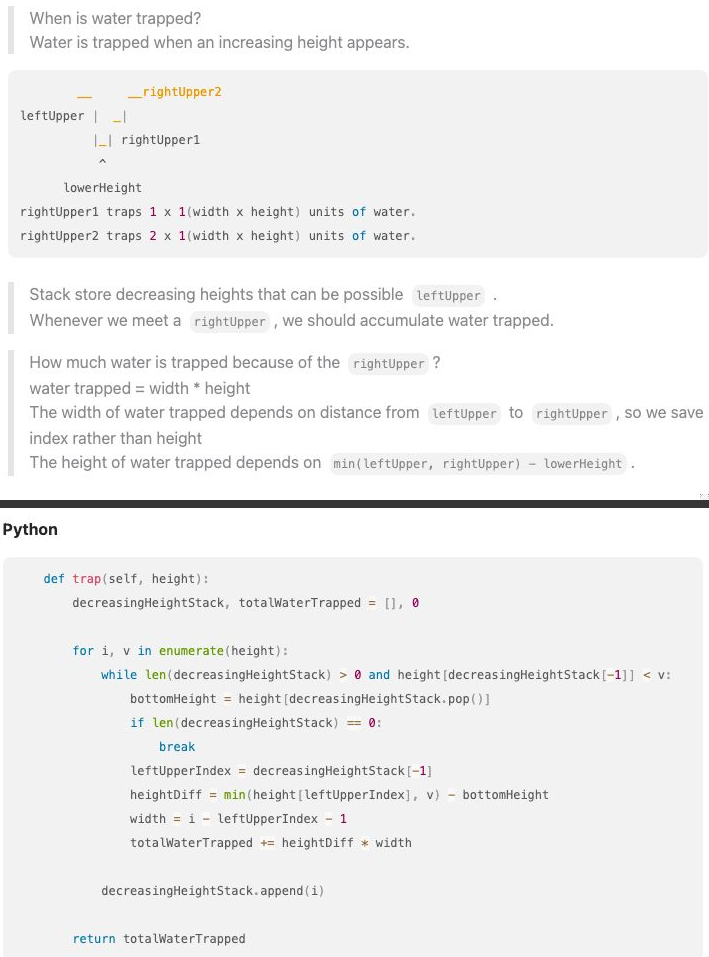 When is water trapped?
Water is trapped when an increasing height appears.
        __     __rightUpper2
leftUpper |  _|
          |_| rightUpper1
           ^
      lowerHeight
rightUpper1 traps 1 x 1(width x height) units of water.
rightUpper2 traps 2 x 1(width x height) units of water.
Stack store decreasing heights that can be possible leftUpper .
Whenever we meet a rightUpper , we should accumulate water trapped.
How much water is trapped because of the rightUpper ?
water trapped = width * height
The width of water trapped depends on distance from leftUpper to rightUpper , so we save
index rather than height
The height of water trapped depends on min(leftUpper, rightUpper) - lowerHeight .
Python
def trap(self, height):
    decreasingHeightStack, totalWaterTrapped = [], 0
    for i, v in enumerate(height):
        while len(decreasingHeightStack) > 0 and height[decreasingHeightStack[-1]] < v:
            bottomHeight = height[decreasingHeightStack.pop()]
            if len(decreasingHeightStack) == 0:
                break
            leftUpperIndex = decreasingHeightStack[-1]
            heightDiff = min(height[leftUpperIndex], v) - bottomHeight
            width = i - leftUpperIndex - 1
            totalWaterTrapped += heightDiff * width
        decreasingHeightStack.append(i)
    return totalWaterTrapped